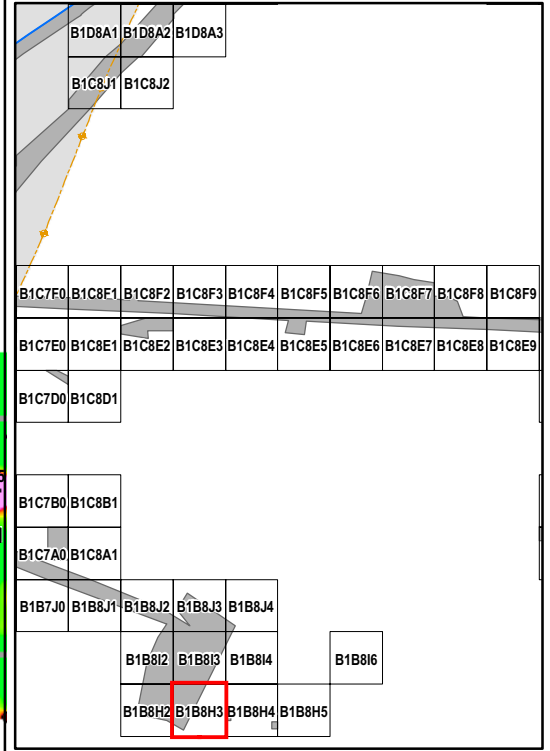 B1D8A1 B1D8A2 B1D8A3
B1C8J1 B1C8J2
B1C7F0 B1C8F1 B1C8F2 B1C8F3 B1C8F4 B1C8F5 B1C8F6 B1C8F7 B1C8F8 B1C8F9
B1C7E0 B1C8E1 B1C8E2 B1C8E3 B1C8E4 B1C8E5 B1C8E6 B1C8E7 B1C8E8 B1C8E9
B1C7D0 B1C8D1
B1C7B0 B1C8B1
B1C7A0 B1C8A1
B1B7J0 B1B8J1 B1B8J2 B1B8J3 B1B8J4
B1B8I2 B1B8I3 B1B8I4 B1B8I6
B1B8H2 B1B8H3 B1B8H4 B1B8H5